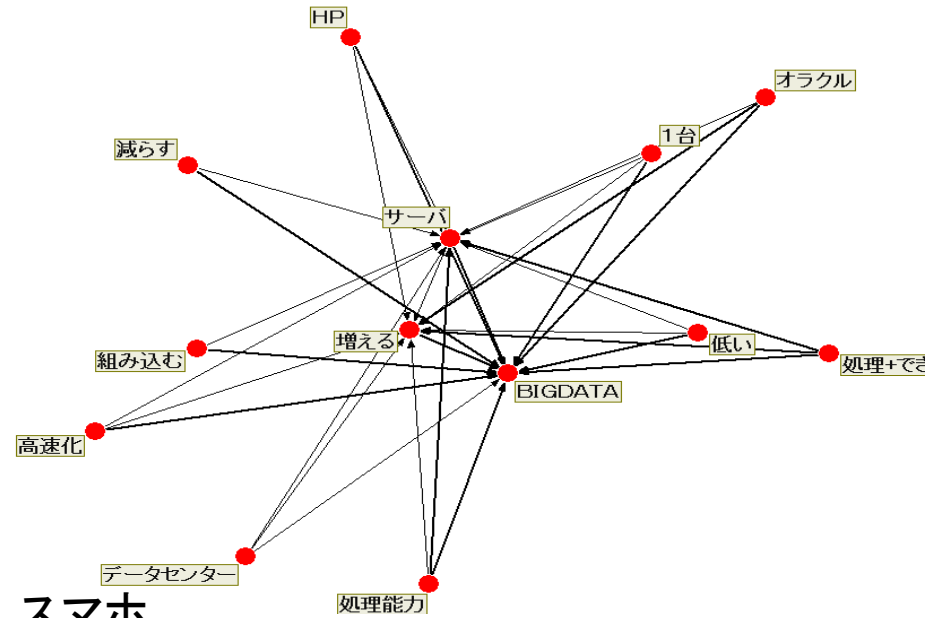 HP
オラクル
1台
減らす
サーバ
増える
低い
組み込む
処理+でき
BIGDATA
高速化
データセンター
処理能力
スマホ